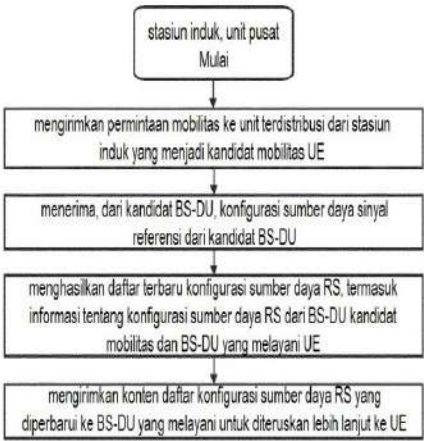 stasiun induk, unit pusat
Mulai
mengirimkan permintaan mobilitas ke unit terdistribusi dari stasiun
induk yang menjadi kandidat mobilitas UE
menerima, dari kandidat BS-DU, konfigurasi sumber daya sinyal
referensi dari kandidat BS-DU
menghasilkan daftar terbaru konfigurasi sumber daya RS, termasuk
informasi tentang konfigurasi sumber daya RS dari BS-DU kandidat
mobilitas dan BS-DU yang melayani UE
mengirimkan konten daftar konfigurasi sumber daya RS yang
diperbarui ke BS-DU yang melayani untuk diteruskan lebih lanjut ke UE